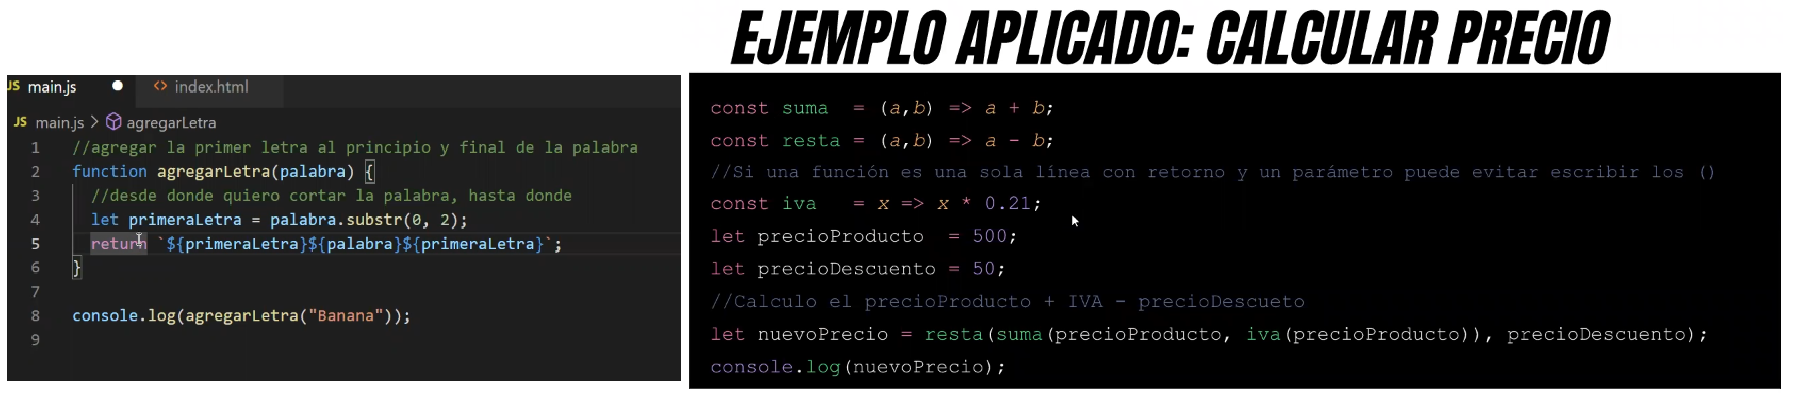 EJEMPLO APLICADO: CALCULAR PRECIO
JS main.js <> index.html
JS main.js > agregarLetra
1 //agregar la primer letra al principio y final de la palabra
2 function agregarLetra(palabra) {
3 //desde donde quiero cortar la palabra, hasta donde
4 let primeraLetra = palabra.substr(0, 2);
5 return `${primeraLetra}${palabra}${primeraLetra}`;
6 }
7
8 console.log(agregarLetra("Banana"));
9
const suma = (a,b) => a + b;
const resta = (a,b) => a - b;
//Si una función es una sola línea con retorno y un parámetro puede evitar escribir los ()
const iva = x => x * 0.21;
let precioProducto = 500;
let precioDescuento = 50;
//Calculo el precioProducto + IVA - precioDescueto
let nuevoPrecio = resta(suma(precioProducto, iva(precioProducto)), precioDescuento);
console.log(nuevoPrecio);